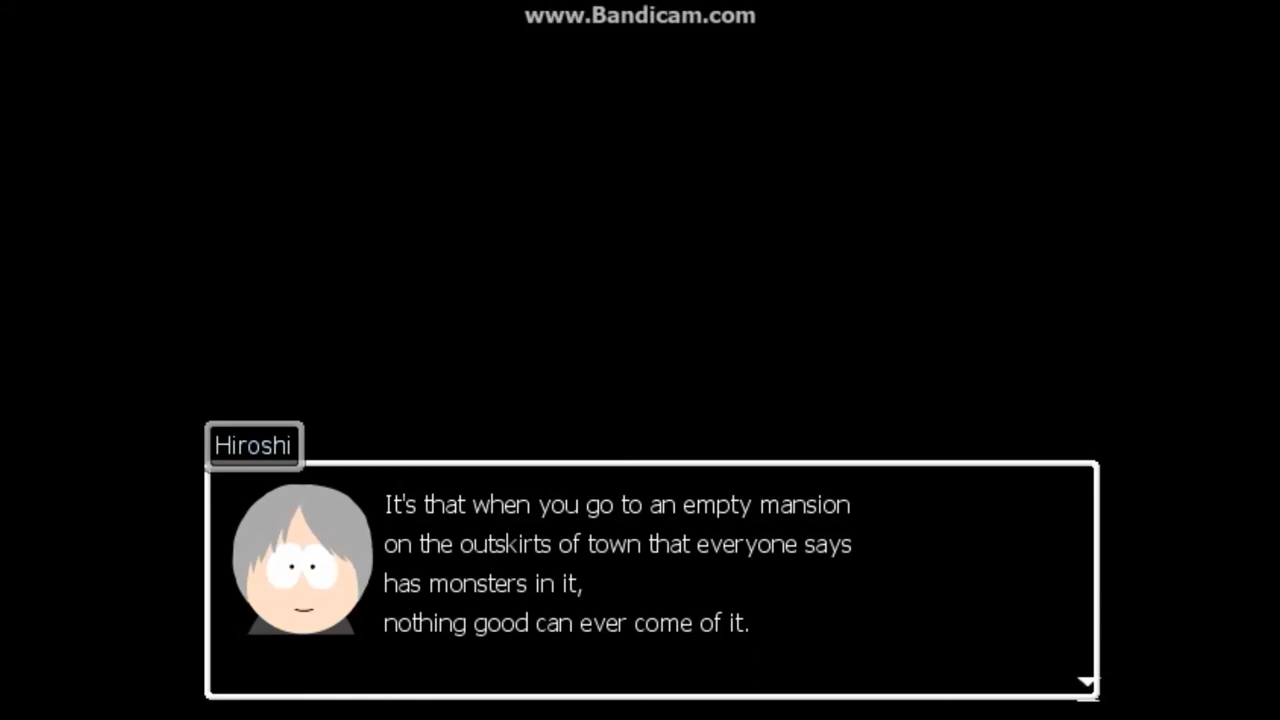 www.Bandicam.com
Hiroshi
It's that when you go to an empty mansion
on the outskirts of town that everyone says
has monsters in it,
nothing good can ever come of it.